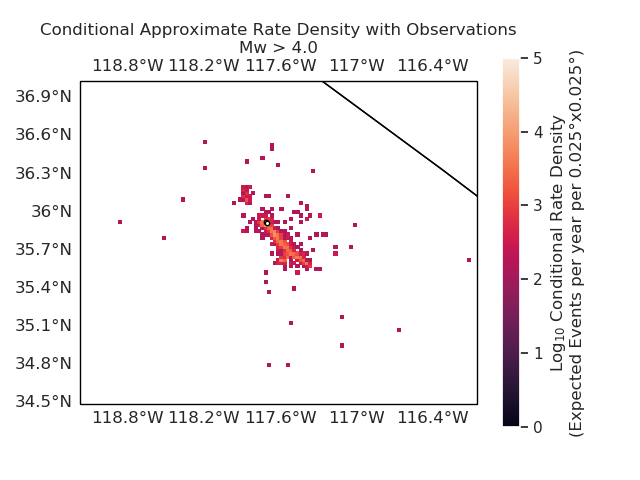 Conditional Approximate Rate Density with Observations
Mw > 4.0
118.8°W 118.2°W 117.6°W 117°W 116.4°W
36.9°N
36.6°N
36.3°N
36°N
35.7°N
35.4°N
35.1°N
34.8°N
34.5°N
118.8°W 118.2°W 117.6°W 117°W 116.4°W
5
4
3
2
1
0
Log₁₀ Conditional Rate Density
(Expected Events per year per 0.025°x0.025°)